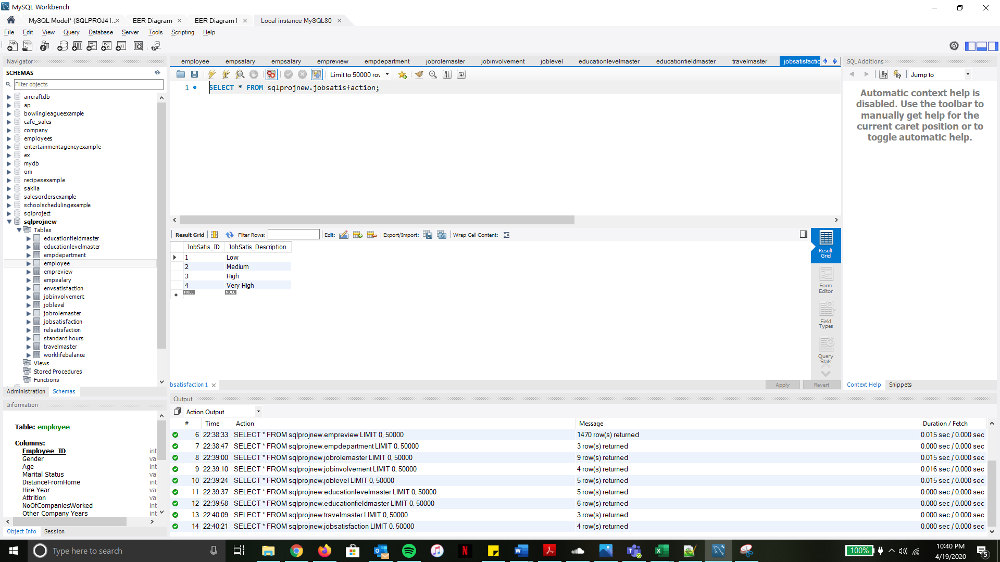 MySQL Workbench
MySQL Model* (SQLPROJ41.. EER Diagram EER Diagram1 Local instance MySQL80
File Edit View Query Database Server Tools Scripting Help
Navigator
SCHEMAS
Filter objects
aircraftdb
ap
bowlingleagueexample
cafe_sales
company
employees
entertainmentagencyexample
ex
mydb
om
recipesexample
sakila
salesordersexample
schoolschedulingexample
sqlproject
sqlprojnew
Tables
educationfieldmaster
educationlevelmaster
empdepartment
employee
empreview
empsalary
envsatisfaction
jobinvolvement
joblevel
jobrolemaster
jobsatisfaction
relsatisfaction
standard hours
travelmaster
worklifebalance
Views
Stored Procedures
Functions
Administration Schemas
Information
Table: employee
Columns:
Employee_ID int
Gender va
Age int
Marital Status va
DistanceFromHome int
Hire Year va
Attrition va
NoOfCompaniesWorked int
Other Company Years int
Object Info Session
employee empsalary empsalary empreview empdepartment jobrolemaster jobinvolvement joblevel educationlevelmaster educationfieldmaster travelmaster jobsatisfactio
Limit to 50000 rov
1 SELECT * FROM sqlprojnew.jobsatisfaction;
Result Grid Filter Rows: Edit: Export/Import: Wrap Cell Content:
JobSatis_ID JobSatis_Description
1 Low
2 Medium
3 High
4 Very High
NULL NULL
Result Grid
Form Editor
Field Types
Query Stats
bsatisfaction 1 Apply Revert
SQLAdditions
Jump to
Automatic context help is
disabled. Use the toolbar to
manually get help for the
current caret position or to
toggle automatic help.
Context Help Snippets
Output
Action Output
# Time Action Message Duration / Fetch
6 22:38:33 SELECT * FROM sqlprojnew.empreview LIMIT 0, 50000 1470 row(s) returned 0.015 sec / 0.000 sec
7 22:38:47 SELECT * FROM sqlprojnew.empdepartment LIMIT 0, 50000 3 row(s) returned 0.000 sec / 0.000 sec
8 22:39:00 SELECT * FROM sqlprojnew.jobrolemaster LIMIT 0, 50000 9 row(s) returned 0.015 sec / 0.000 sec
9 22:39:10 SELECT * FROM sqlprojnew.jobinvolvement LIMIT 0, 50000 4 row(s) returned 0.016 sec / 0.000 sec
10 22:39:24 SELECT * FROM sqlprojnew.joblevel LIMIT 0, 50000 5 row(s) returned 0.015 sec / 0.000 sec
11 22:39:37 SELECT * FROM sqlprojnew.educationlevelmaster LIMIT 0, 50000 5 row(s) returned 0.000 sec / 0.000 sec
12 22:39:58 SELECT * FROM sqlprojnew.educationfieldmaster LIMIT 0, 50000 6 row(s) returned 0.000 sec / 0.000 sec
13 22:40:09 SELECT * FROM sqlprojnew.travelmaster LIMIT 0, 50000 3 row(s) returned 0.000 sec / 0.000 sec
14 22:40:21 SELECT * FROM sqlprojnew.jobsatisfaction LIMIT 0, 50000 4 row(s) returned 0.000 sec / 0.000 sec
Type here to search
100%
10:40 PM
4/19/2020
5